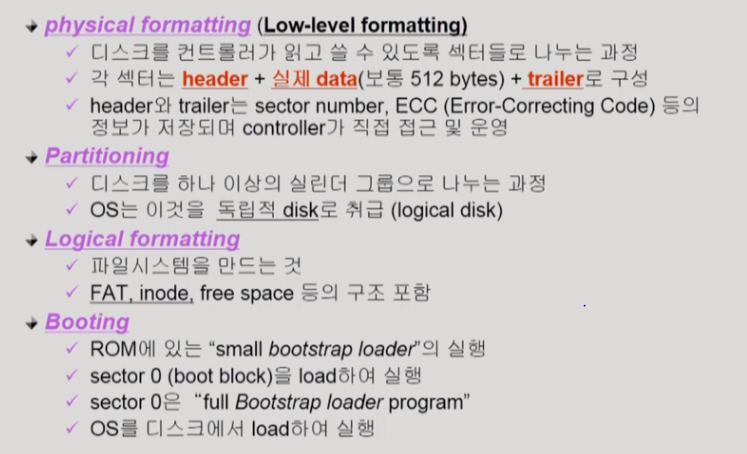 physical formatting (Low-level formatting)
디스크를 컨트롤러가 읽고 쓸 수 있도록 섹터들로 나누는 과정
각 섹터는 header + 실제 data(보통 512 bytes) + trailer로 구성
header와 trailer는 sector number, ECC (Error-Correcting Code) 등의
정보가 저장되며 controller가 직접 접근 및 운영
Partitioning
디스크를 하나 이상의 실린더 그룹으로 나누는 과정
OS는 이것을 독립적 disk로 취급 (logical disk)
Logical formatting
파일시스템을 만드는 것
FAT, inode, free space 등의 구조 포함
Booting
ROM에 있는 “small bootstrap loader”의 실행
sector 0 (boot block)을 load하여 실행
sector 0은 “full Bootstrap loader program”
OS를 디스크에서 load하여 실행